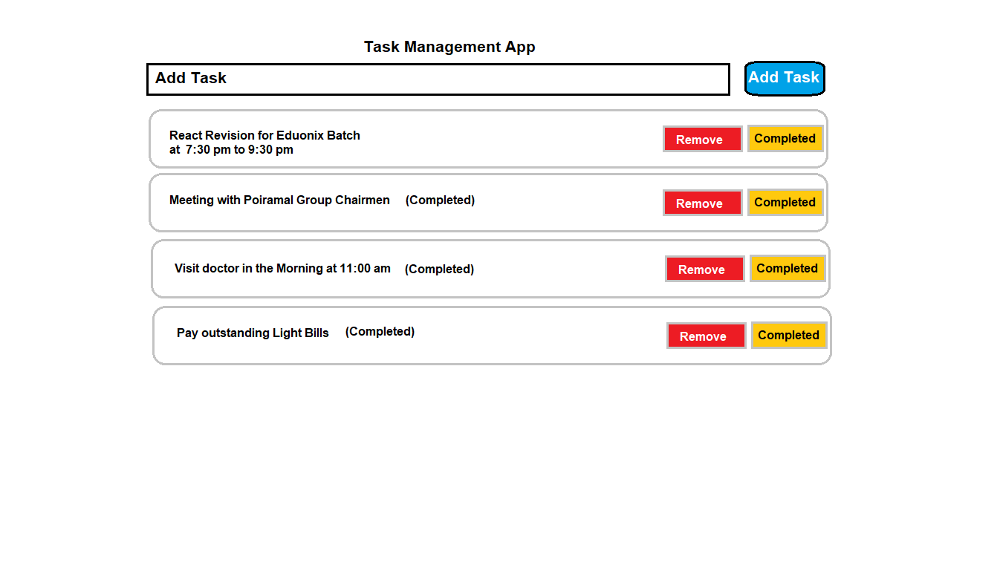 Task Management App
Add Task
Add Task
React Revision for Eduonix Batch
at  7:30 pm to 9:30 pm
Remove
Completed
Meeting with Poiramal Group Chairmen (Completed)
Remove
Completed
Visit doctor in the Morning at 11:00 am (Completed)
Remove
Completed
Pay outstanding Light Bills (Completed)
Remove
Completed